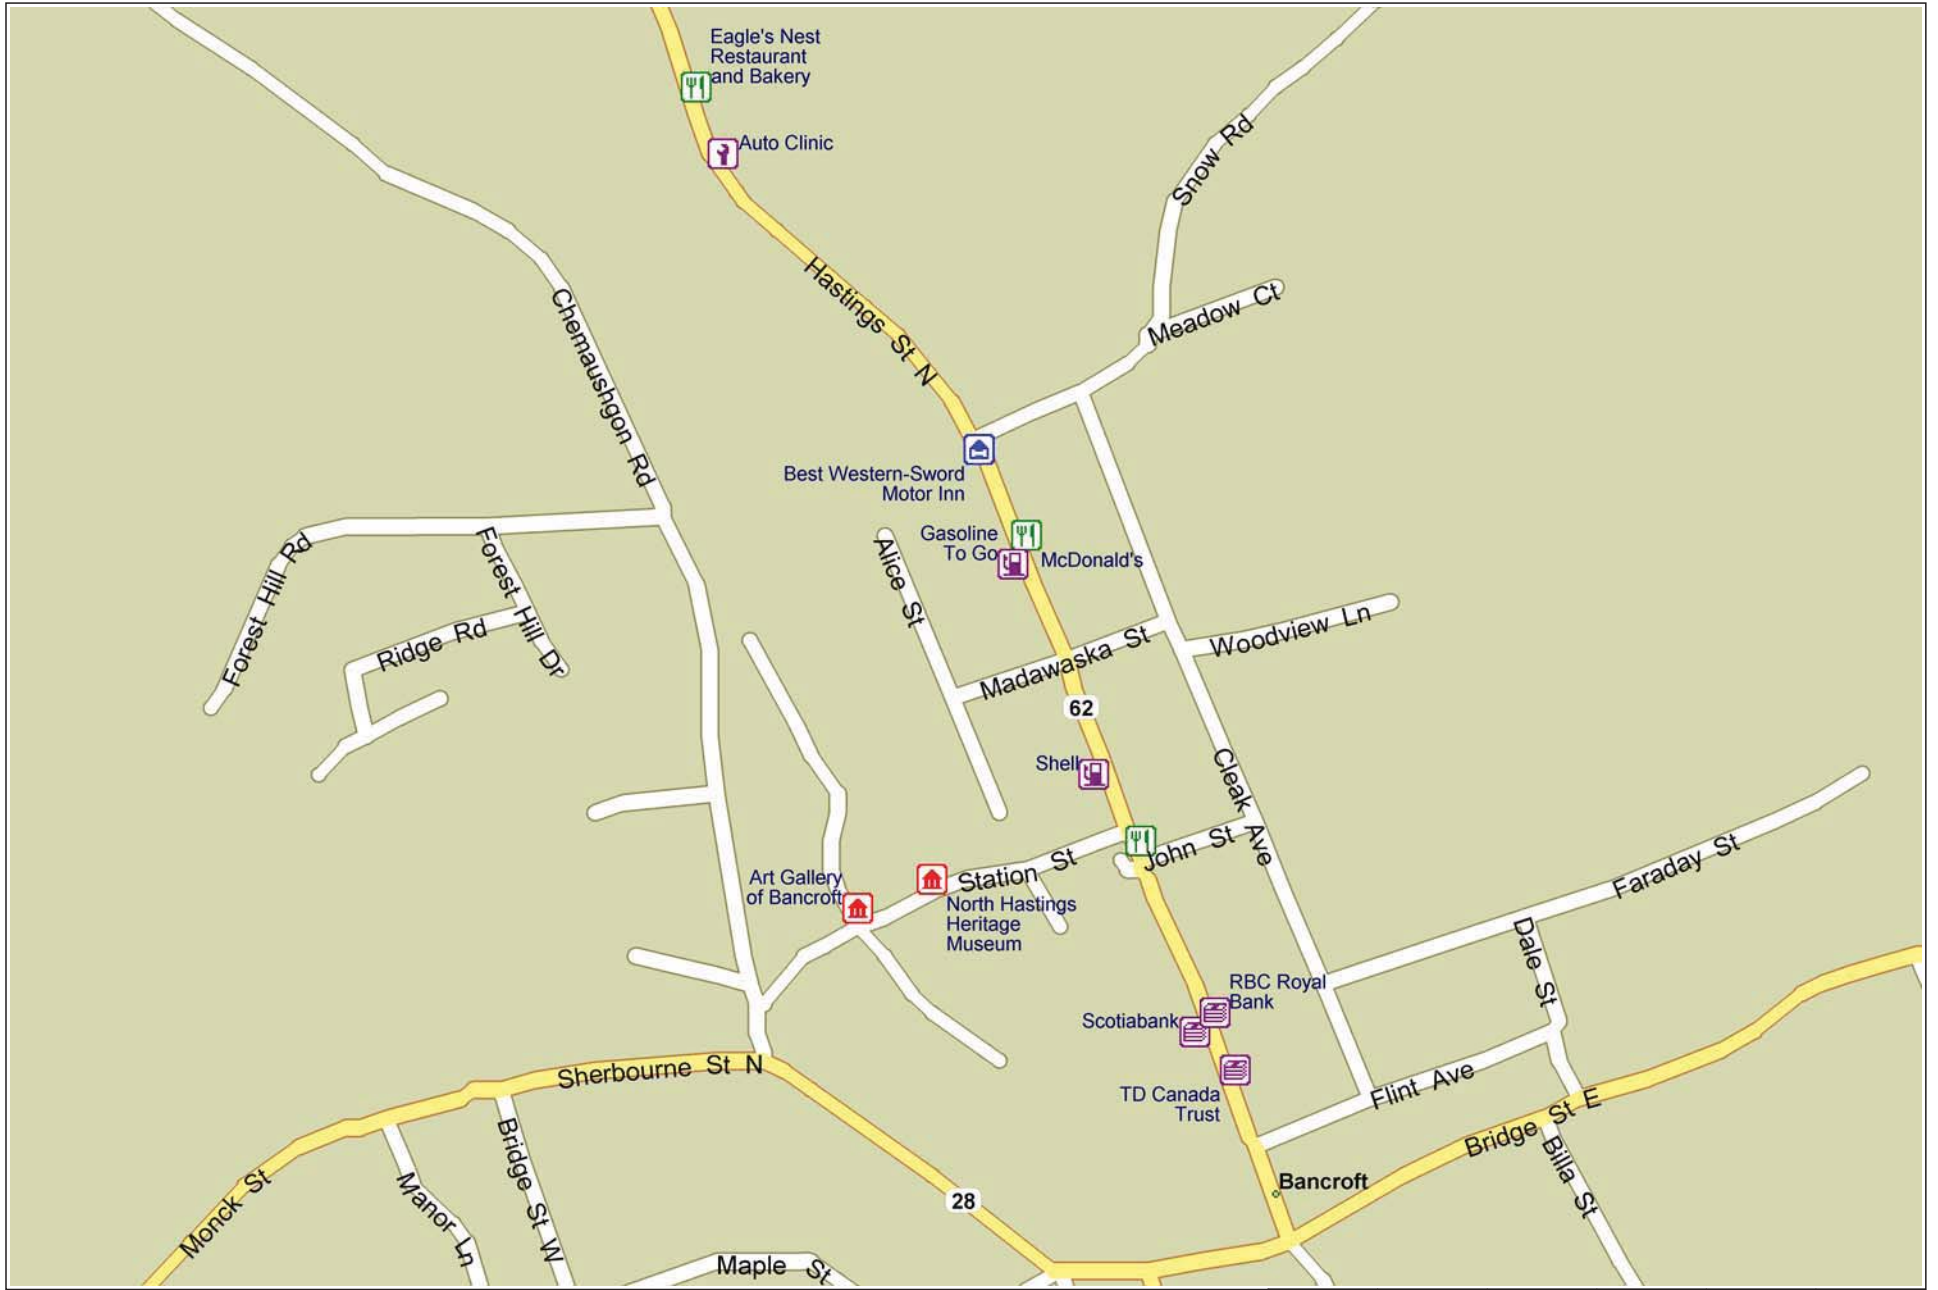 Eagle's Nest
Restaurant
and Bakery
Auto Clinic
Snow Rd
Hastings St N
Meadow Ct
Chemaushgon Rd
Best Western-Sword
Motor Inn
Gasoline
To Go
McDonald's
Alice St
Forest Hill Rd
Forest Hill Dr
Ridge Rd
Madawaska St
Woodview Ln
62
Shell
Cleak Ave
John St
Station St
Faraday St
Art Gallery
of Bancroft
North Hastings
Heritage
Museum
Dale St
RBC Royal
Bank
Scotiabank
TD Canada
Trust
Sherbourne St N
Flint Ave
Bridge St E
Billa St
Bridge St W
Manor Ln
Monck St
Bancroft
28
Maple St